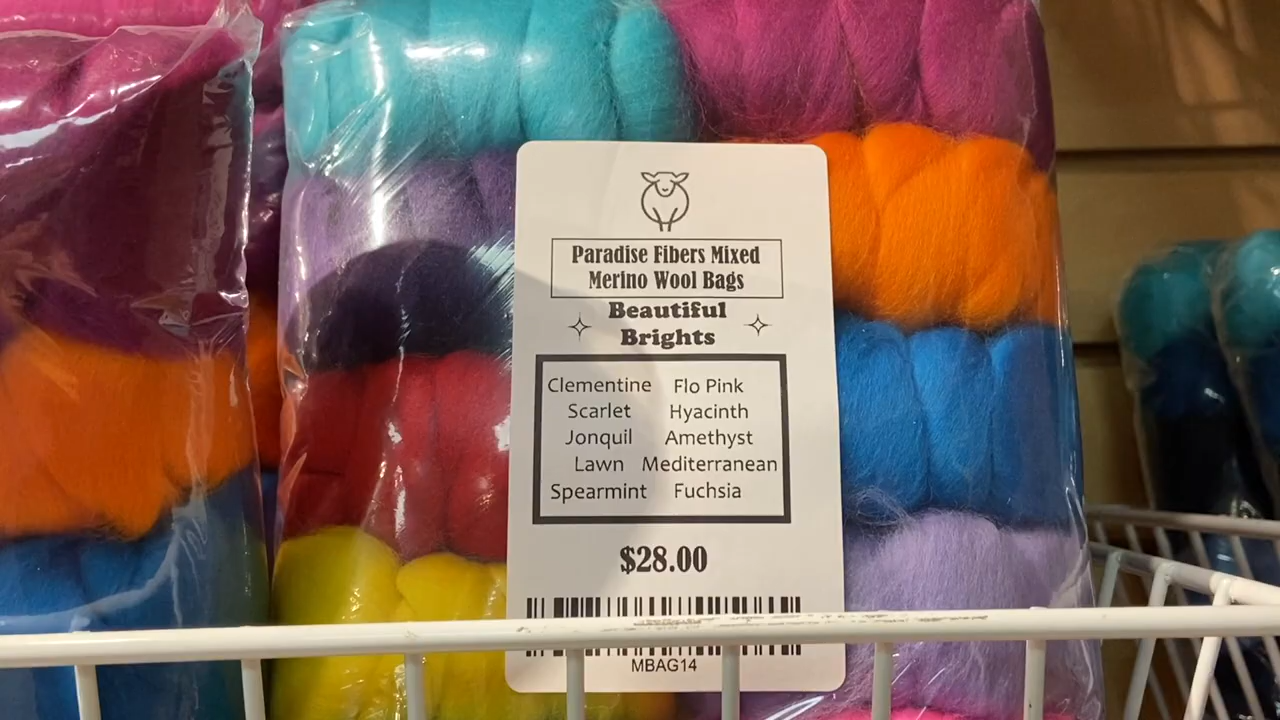 Paradise Fibers Mixed
Merino Wool Bags
Beautiful
Brights
Clementine Flo Pink
Scarlet Hyacinth
Jonquil Amethyst
Lawn Mediterranean
Spearmint Fuchsia
$28.00
MBAG14